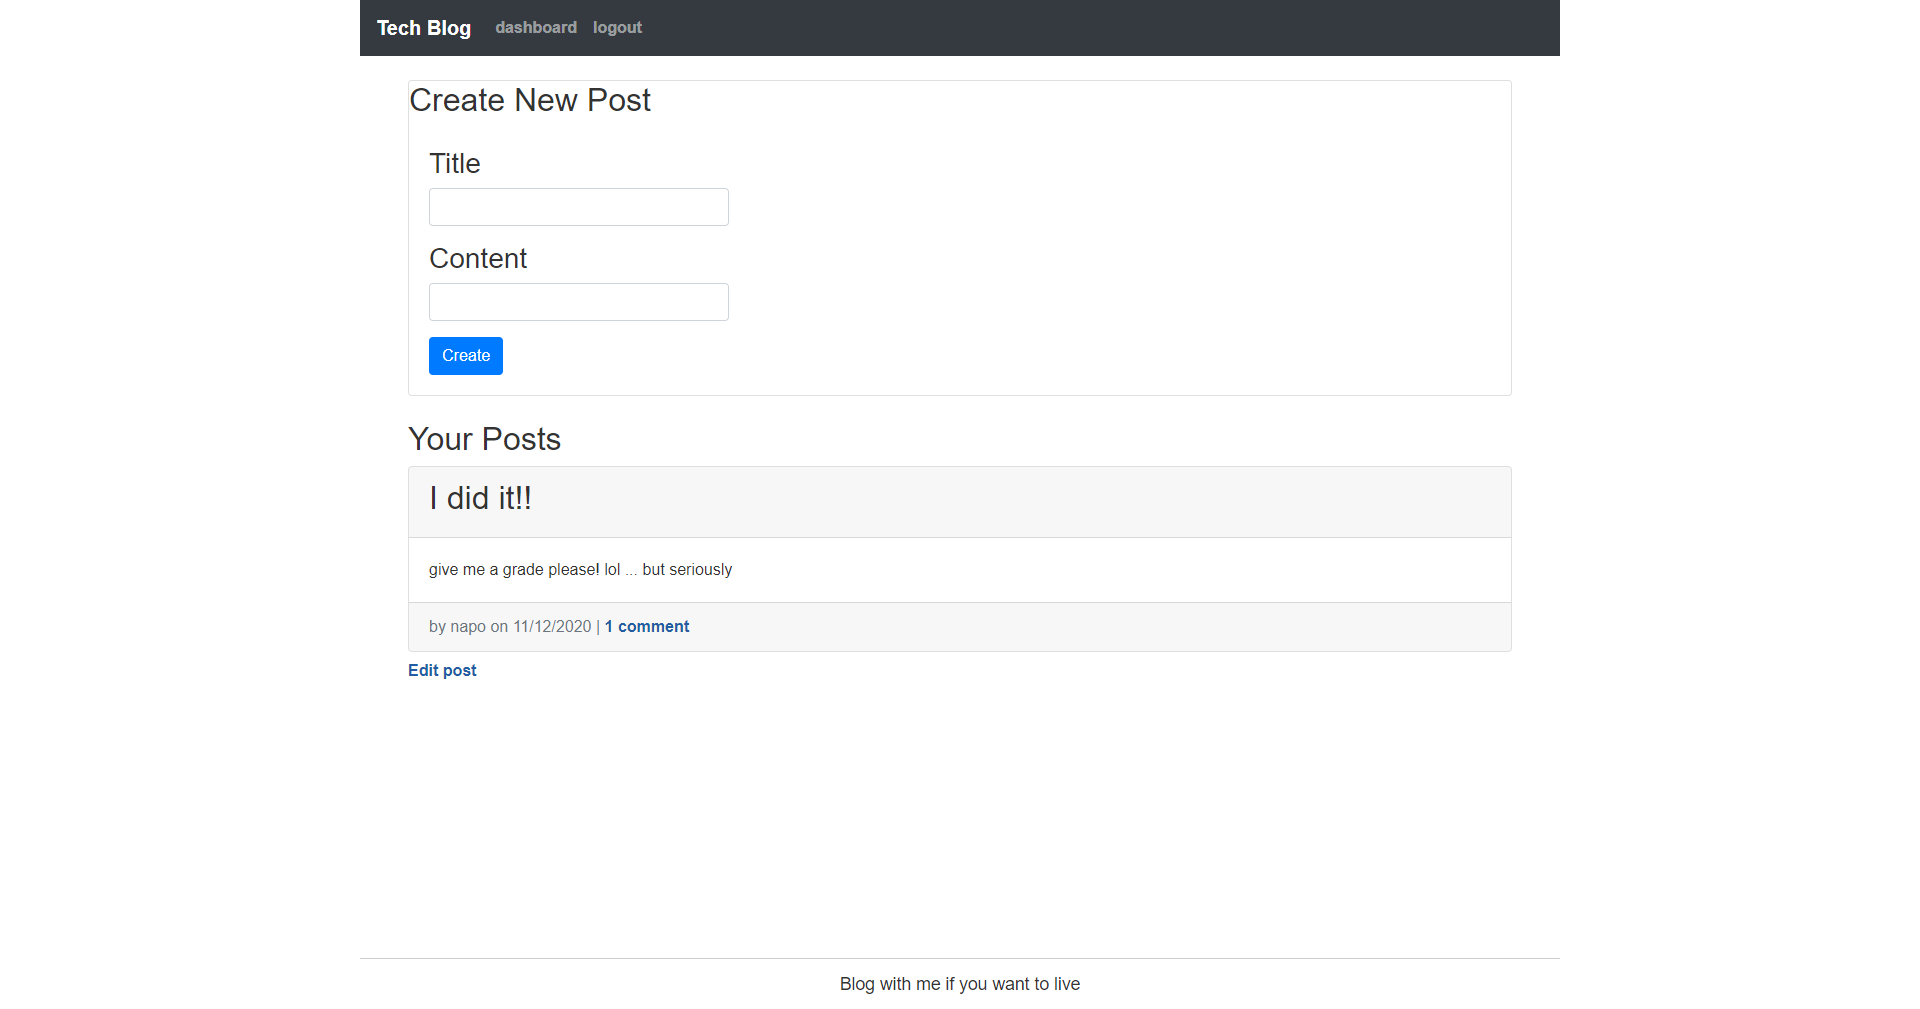 Tech Blog dashboard logout
Create New Post
Title
Content
Create
Your Posts
I did it!!
give me a grade please! lol ... but seriously
by napo on 11/12/2020 | 1 comment
Edit post
Blog with me if you want to live